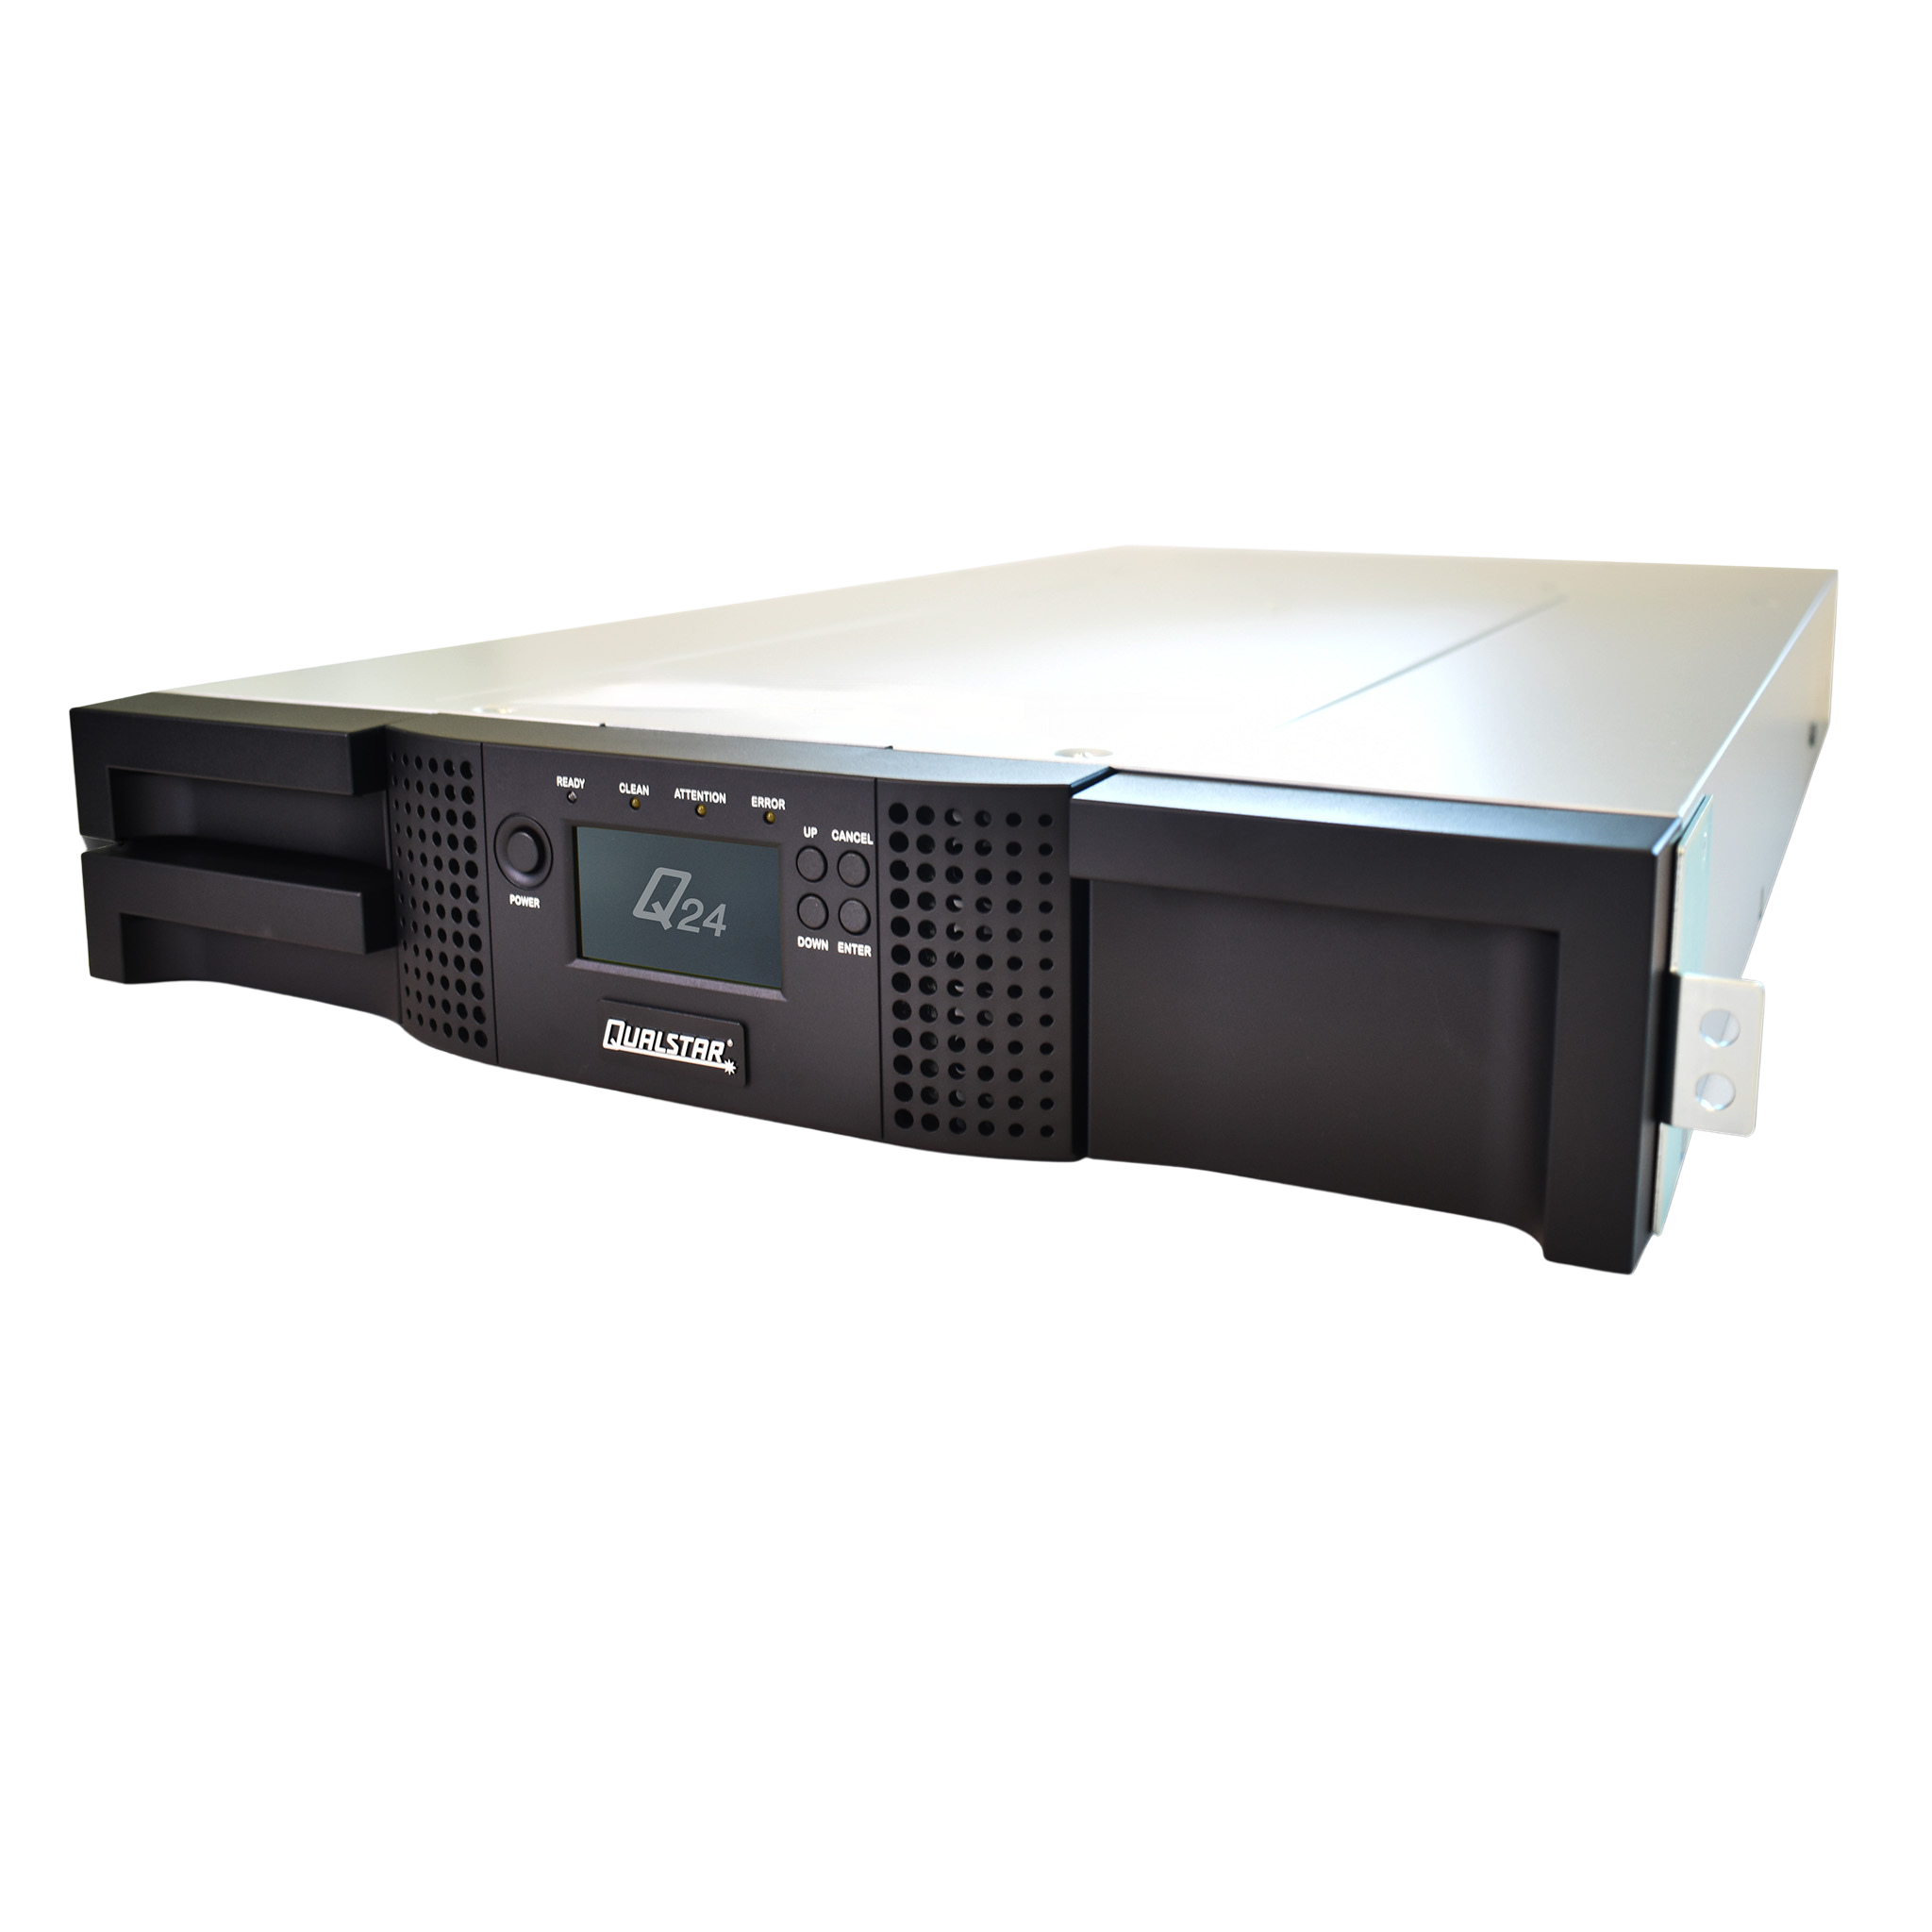 READY CLEAN ATTENTION ERROR
UP CANCEL
POWER
Q24
DOWN ENTER
QUALSTAR®